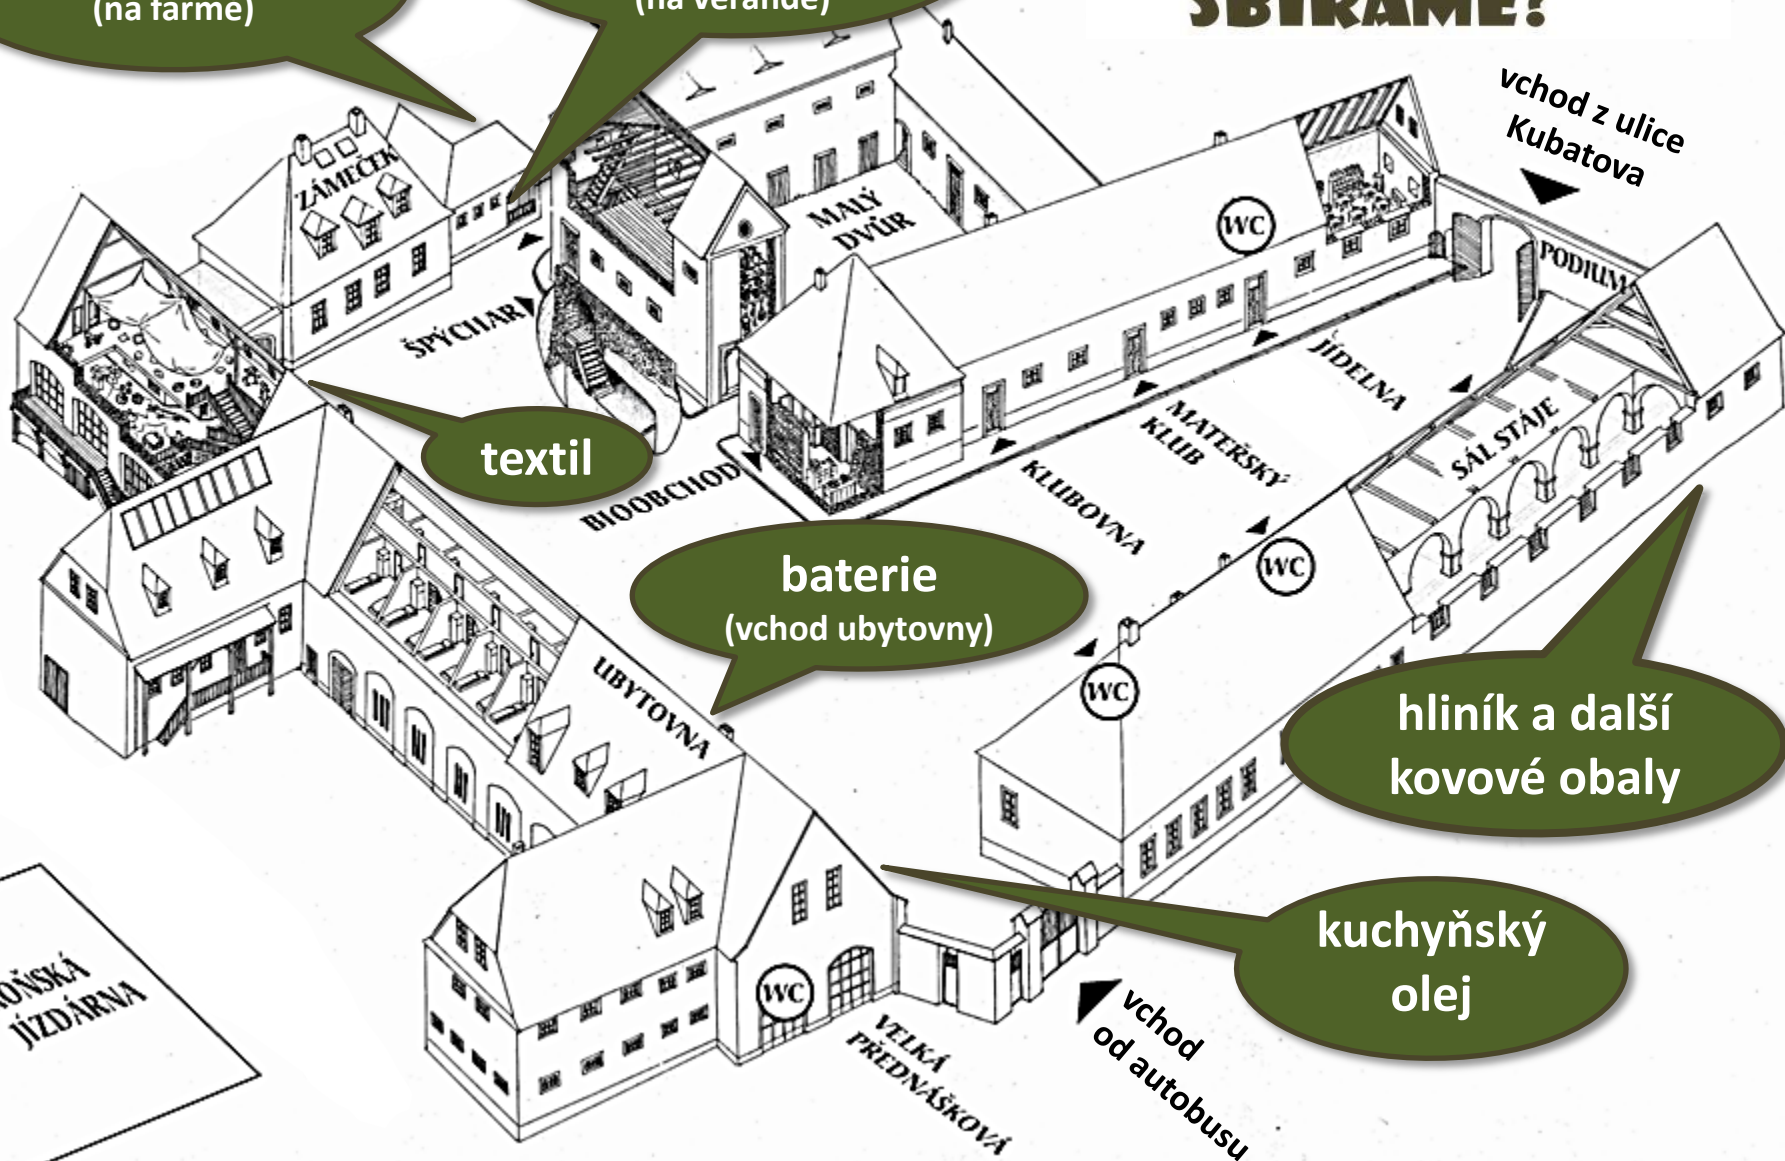 (na farmě)
(na verandě)
SBÍRÁME?
vchod z ulice
Kubatova
ZÁMEČEK
MALÝ
DVŮR
WC
PODIUM
ŠPÝCHAR
JÍDELNA
textil
MATEŘSKÝ
KLUB
SÁL STÁJE
BIOOBCHOD
KLUBOVNA
baterie
(vchod ubytovny)
WC
UBYTOVNA
WC
hliník a další
kovové obaly
kuchyňský
olej
JÍZDÁRNA
WC
VELKÁ
PŘEDNÁŠKOVÁ
vchod
od autobusu